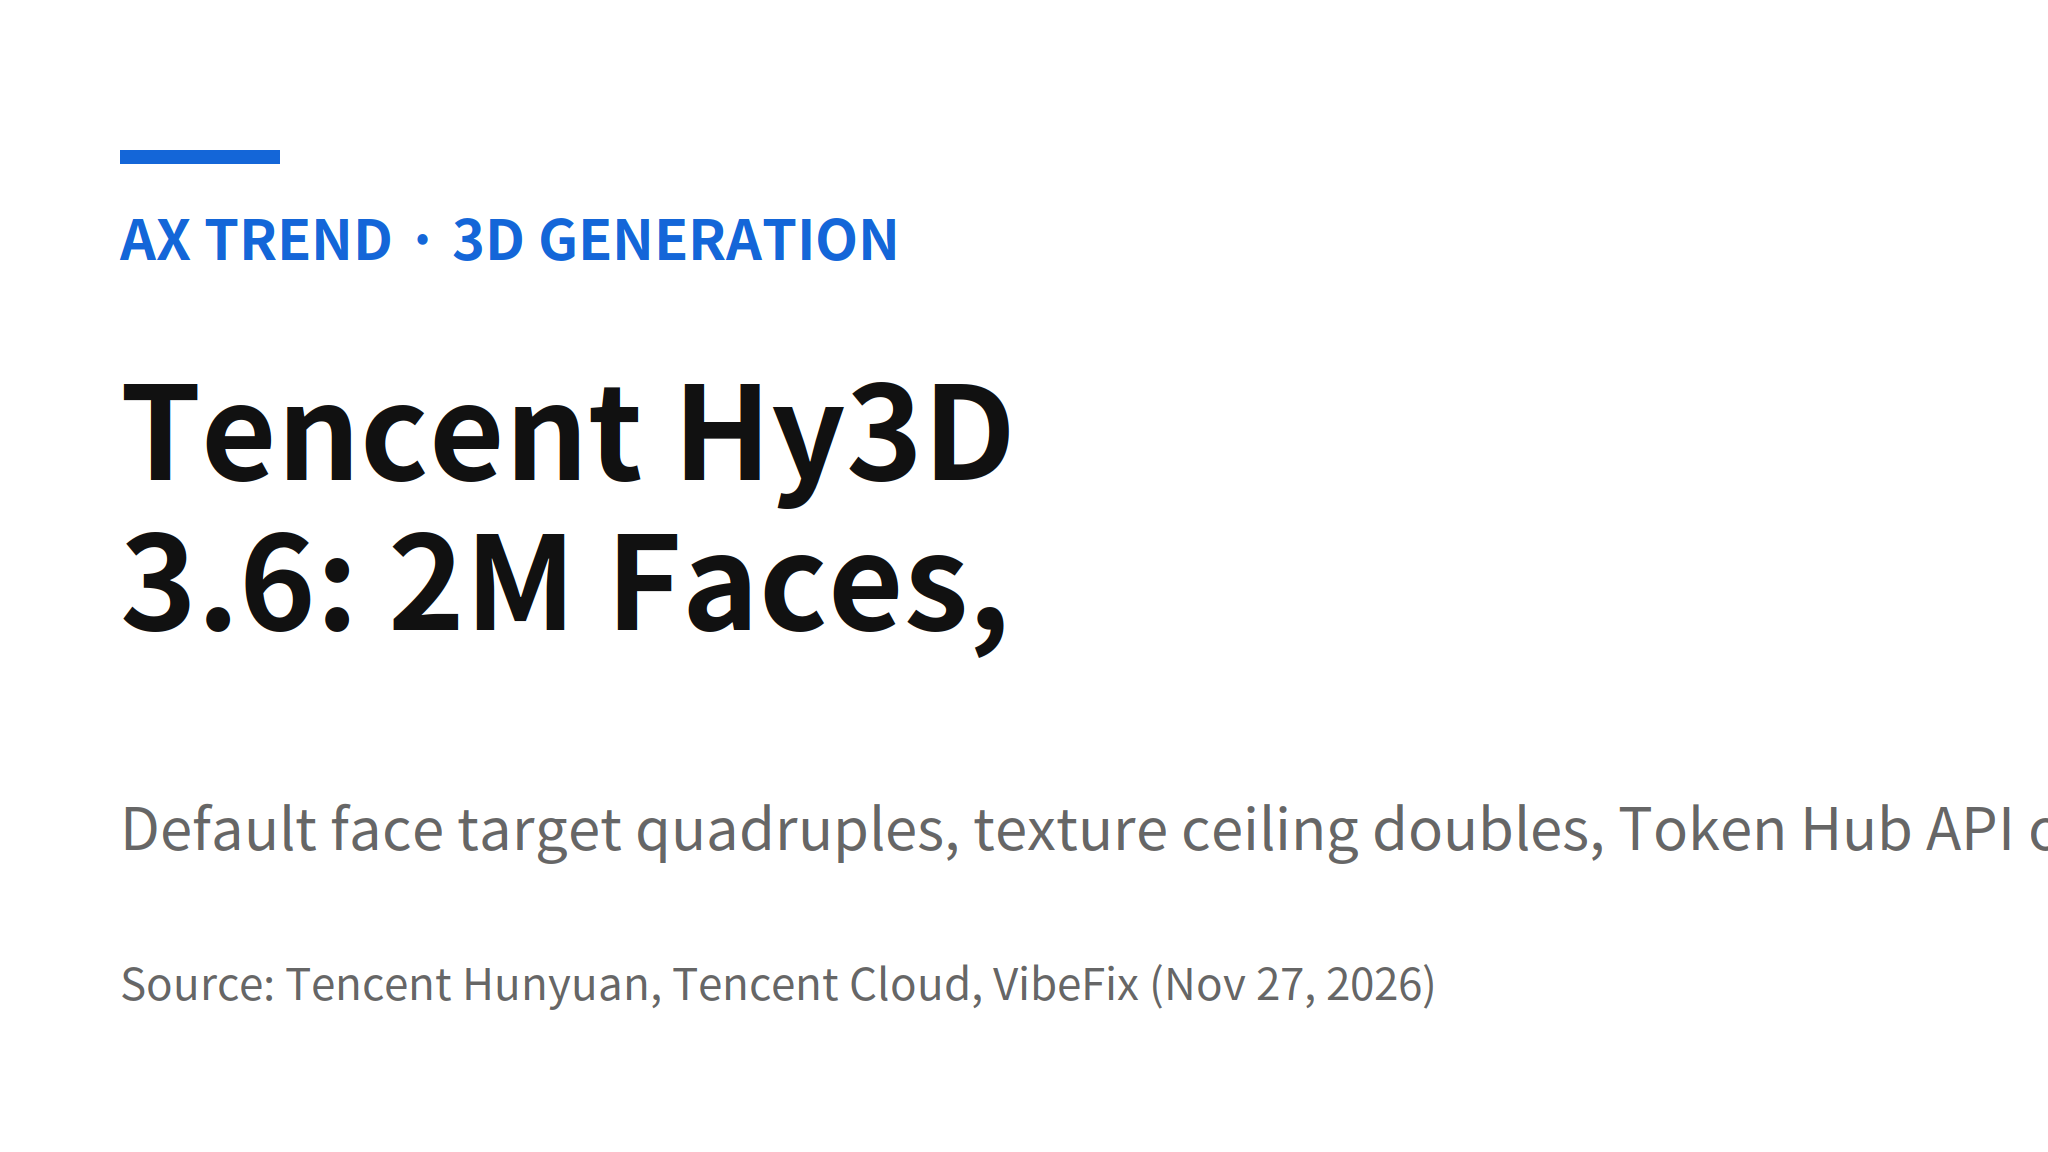 AX TREND · 3D GENERATION
Tencent Hy3D
3.6: 2M Faces,
Default face target quadruples, texture ceiling doubles, Token Hub API
Source: Tencent Hunyuan, Tencent Cloud, VibeFix (Nov 27, 2026)